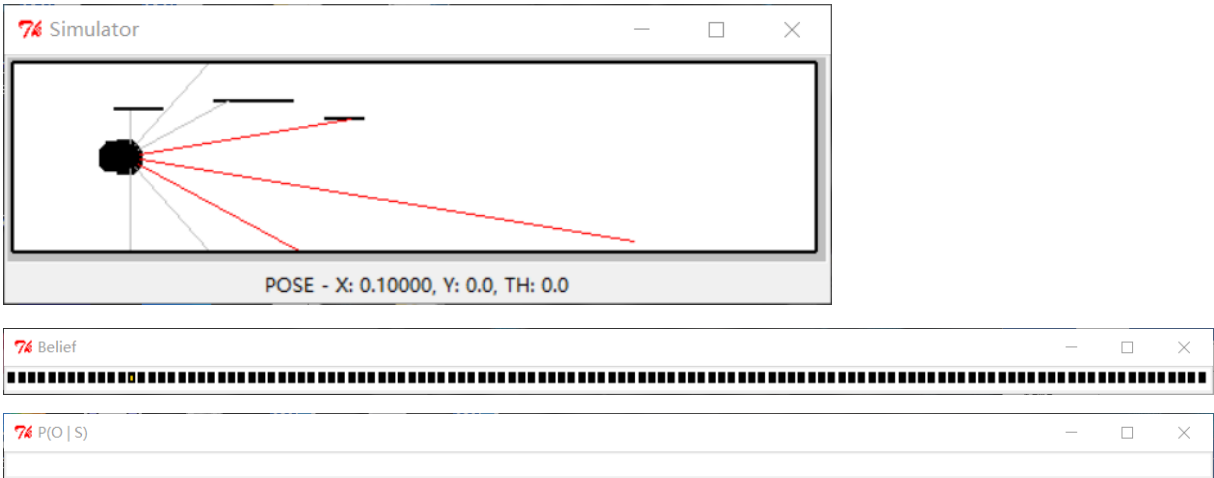 Simulator
POSE - X: 0.10000, Y: 0.0, TH: 0.0
Belief
P(O | S)